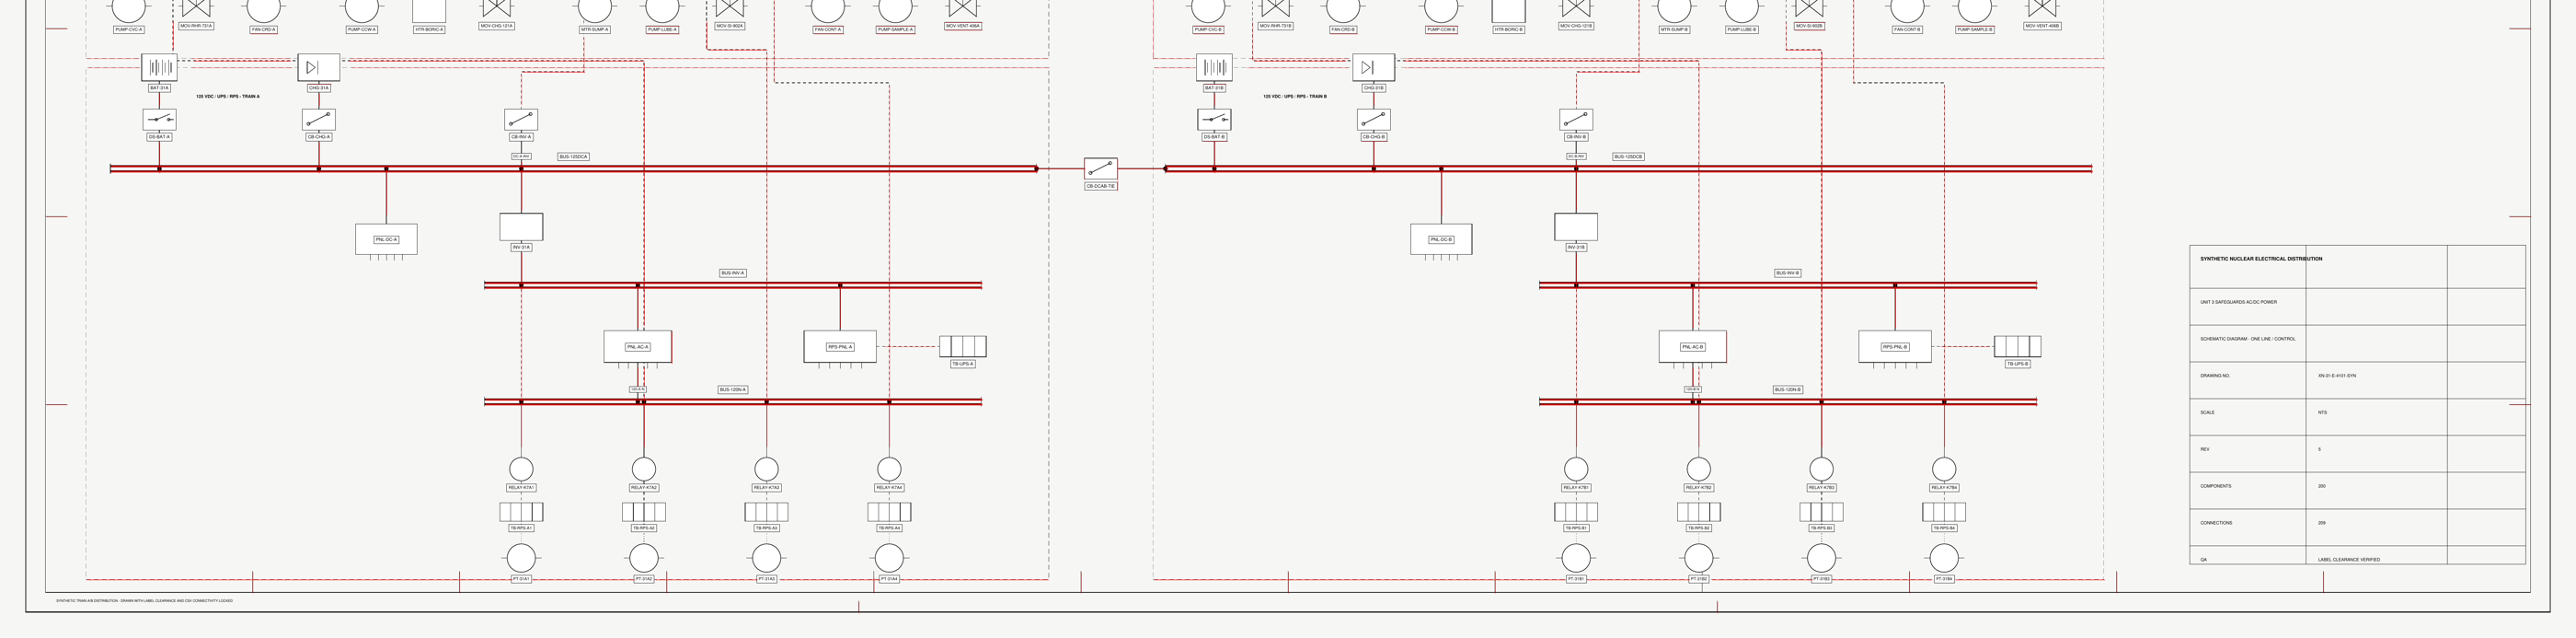 PUMP-CVC-A
MOV-RHR-731A
FAN-CRD-A
PUMP-CCW-A
HTR-BORIC-A
MOV-CHG-121A
MTR-SUMP-A
PUMP-LUBE-A
MOV-SI-902A
FAN-CONT-A
PUMP-SAMPLE-A
MOV-VENT-406A
PUMP-CVC-B
MOV-RHR-731B
FAN-CRD-B
PUMP-CCW-B
HTR-BORIC-B
MOV-CHG-121B
MTR-SUMP-B
PUMP-LUBE-B
MOV-SI-902B
FAN-CONT-B
PUMP-SAMPLE-B
MOV-VENT-406B
BAT-31A
CHG-31A
BAT-31B
CHG-31B
125 VDC / UPS / RPS - TRAIN A
125 VDC / UPS / RPS - TRAIN B
DS-BAT-A
CB-CHG-A
CB-INV-A
DS-BAT-B
CB-CHG-B
CB-INV-B
DC-A-INV
BUS-125DCA
DC-B-INV
BUS-125DCB
CB-DCAB-TIE
PNL-DC-A
INV-31A
PNL-DC-B
INV-31B
BUS-INV-A
BUS-INV-B
PNL-AC-A
RPS-PNL-A
TB-UPS-A
PNL-AC-B
RPS-PNL-B
TB-UPS-B
120-A-N
BUS-120N-A
120-B-N
BUS-120N-B
RELAY-K7A1
RELAY-K7A2
RELAY-K7A3
RELAY-K7A4
RELAY-K7B1
RELAY-K7B2
RELAY-K7B3
RELAY-K7B4
TB-RPS-A1
TB-RPS-A2
TB-RPS-A3
TB-RPS-A4
TB-RPS-B1
TB-RPS-B2
TB-RPS-B3
TB-RPS-B4
PT-31A1
PT-31A2
PT-31A3
PT-31A4
PT-31B1
PT-31B2
PT-31B3
PT-31B4
SYNTHETIC NUCLEAR ELECTRICAL DISTRIBUTION
UNIT 3 SAFEGUARDS AC/DC POWER
SCHEMATIC DIAGRAM - ONE LINE / CONTROL
DRAWING NO. XN-31-E-4101-SYN
SCALE NTS
REV 5
COMPONENTS 200
CONNECTIONS 209
QA LABEL CLEARANCE VERIFIED
SYNTHETIC TRAIN A/B DISTRIBUTION - DRAWN WITH LABEL CLEARANCE AND CSV CONNECTIVITY LOCKED